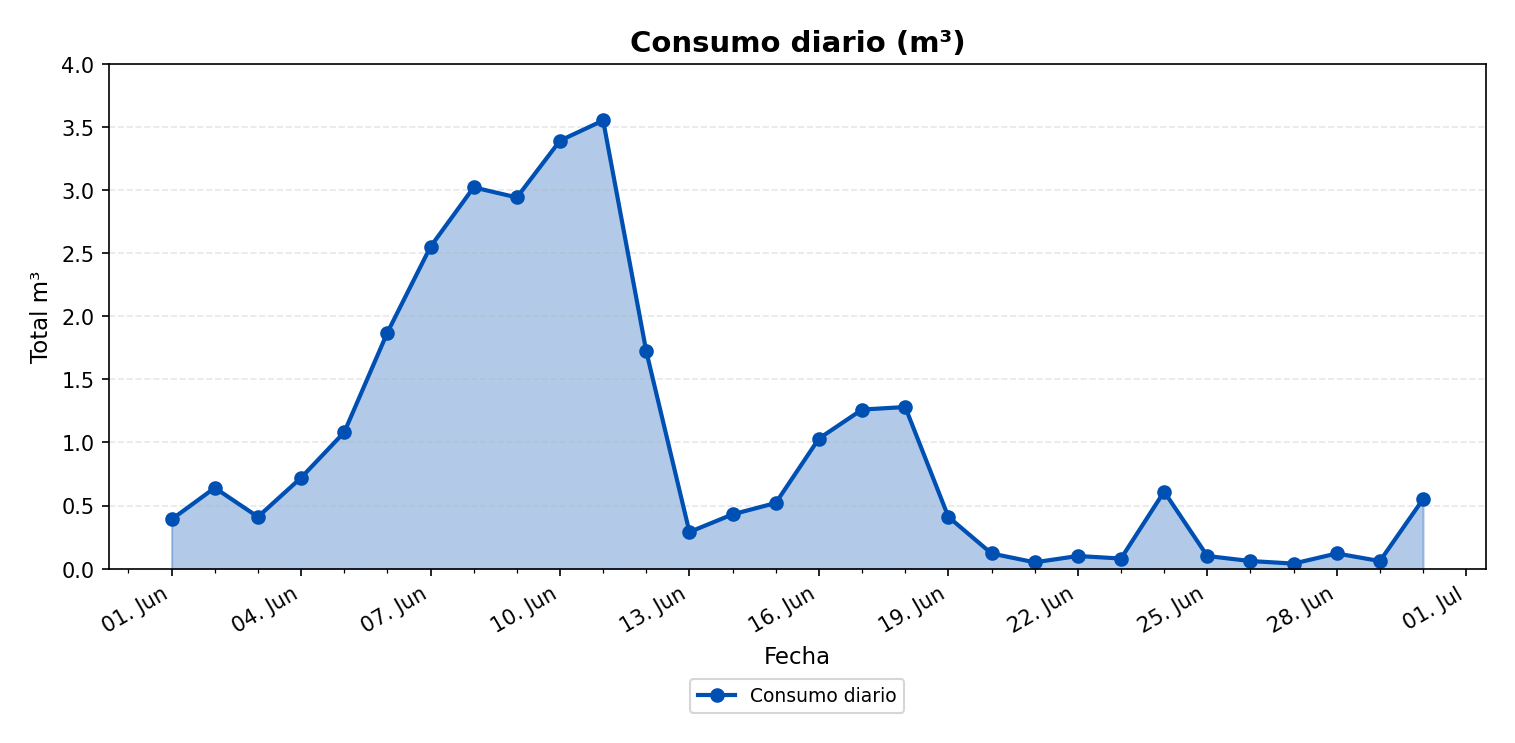 Consumo diario (m³)
4.0
3.5
3.0
2.5
2.0
1.5
1.0
0.5
0.0
Total m³
01. Jun
04. Jun
07. Jun
10. Jun
13. Jun
16. Jun
19. Jun
22. Jun
25. Jun
28. Jun
01. Jul
Fecha
Consumo diario